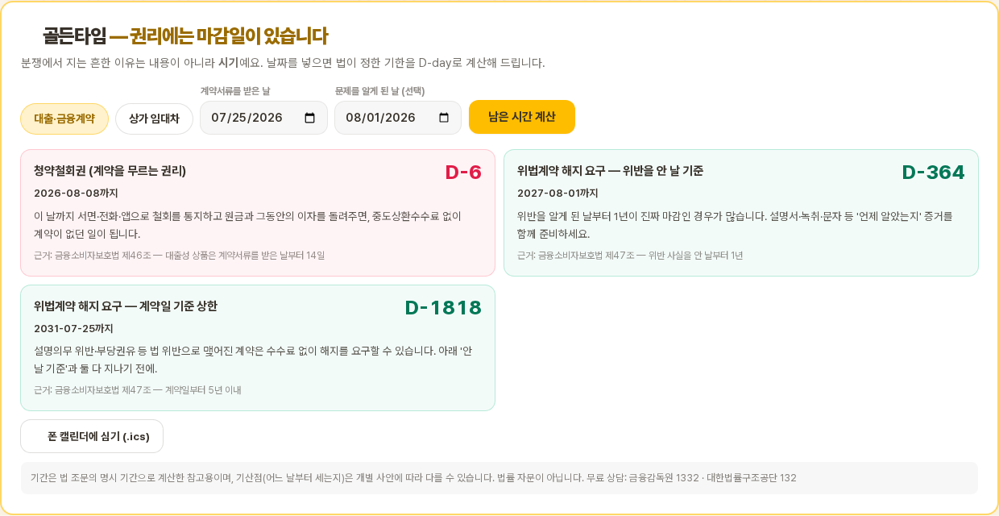 골든타임 — 권리에는 마감일이 있습니다
분쟁에서 지는 흔한 이유는 내용이 아니라 시기예요. 날짜를 넣으면 법이 정한 기한을 D-day로 계산해 드립니다.
대출·금융계약
상가 임대차
계약서류를 받은 날
07/25/2026
문제를 알게 된 날 (선택)
08/01/2026
남은 시간 계산
청약철회권 (계약을 무르는 권리)
D-6
2026-08-08까지
이 날까지 서면·전화·앱으로 철회를 통지하고 원금과 그동안의 이자를 돌려주면, 중도상환수수료 없이
계약이 없던 일이 됩니다.
근거: 금융소비자보호법 제46조 — 대출성 상품은 계약서류를 받은 날부터 14일
위법계약 해지 요구 — 위반을 안 날 기준
D-364
2027-08-01까지
위반을 알게 된 날부터 1년이 진짜 마감인 경우가 많습니다. 설명서·녹취·문자 등 '언제 알았는지' 증거를
함께 준비하세요.
근거: 금융소비자보호법 제47조 — 위반 사실을 안 날부터 1년
위법계약 해지 요구 — 계약일 기준 상한
D-1818
2031-07-25까지
설명의무 위반·부당권유 등 법 위반으로 맺어진 계약은 수수료 없이 해지를 요구할 수 있습니다. 아래 '안
날 기준'과 둘 다 지나기 전에.
근거: 금융소비자보호법 제47조 — 계약일부터 5년 이내
폰 캘린더에 심기 (.ics)
기간은 법 조문의 명시 기간으로 계산한 참고용이며, 기산점(어느 날부터 세는지)은 개별 사안에 따라 다를 수 있습니다. 법률 자문이 아닙니다. 무료 상담: 금융감독원 1332 · 대한법률구조공단 132